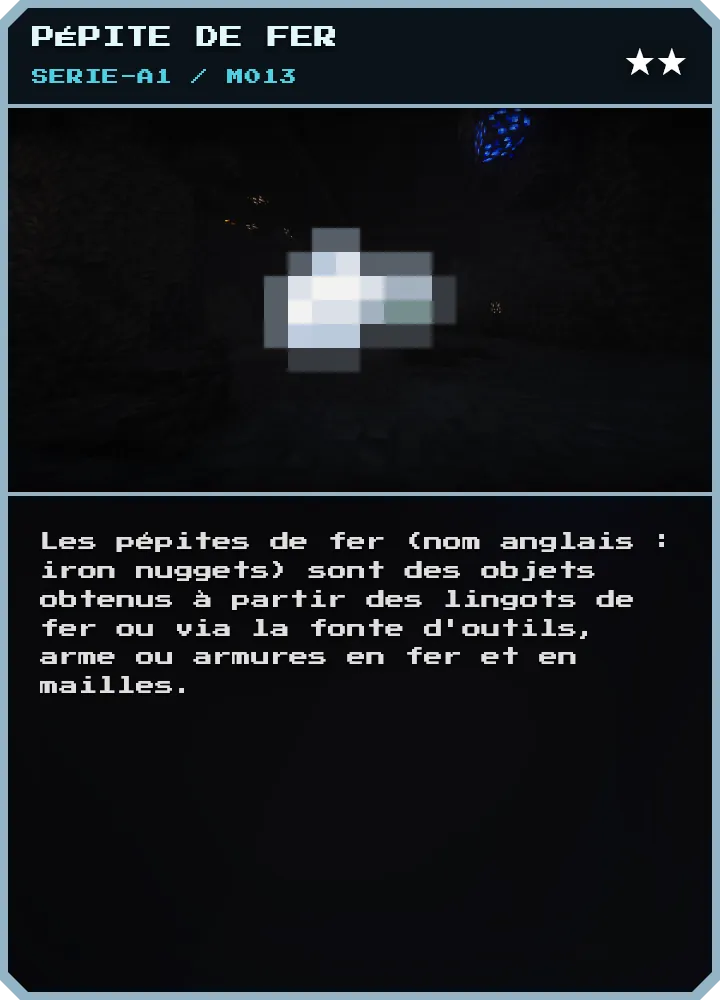 PéPITE DE FER
SERIE-A1 / M013
Les pépites de fer (nom anglais :
iron nuggets) sont des objets
obtenus à partir des lingots de
fer ou via la fonte d'outils,
arme ou armures en fer et en
mailles.